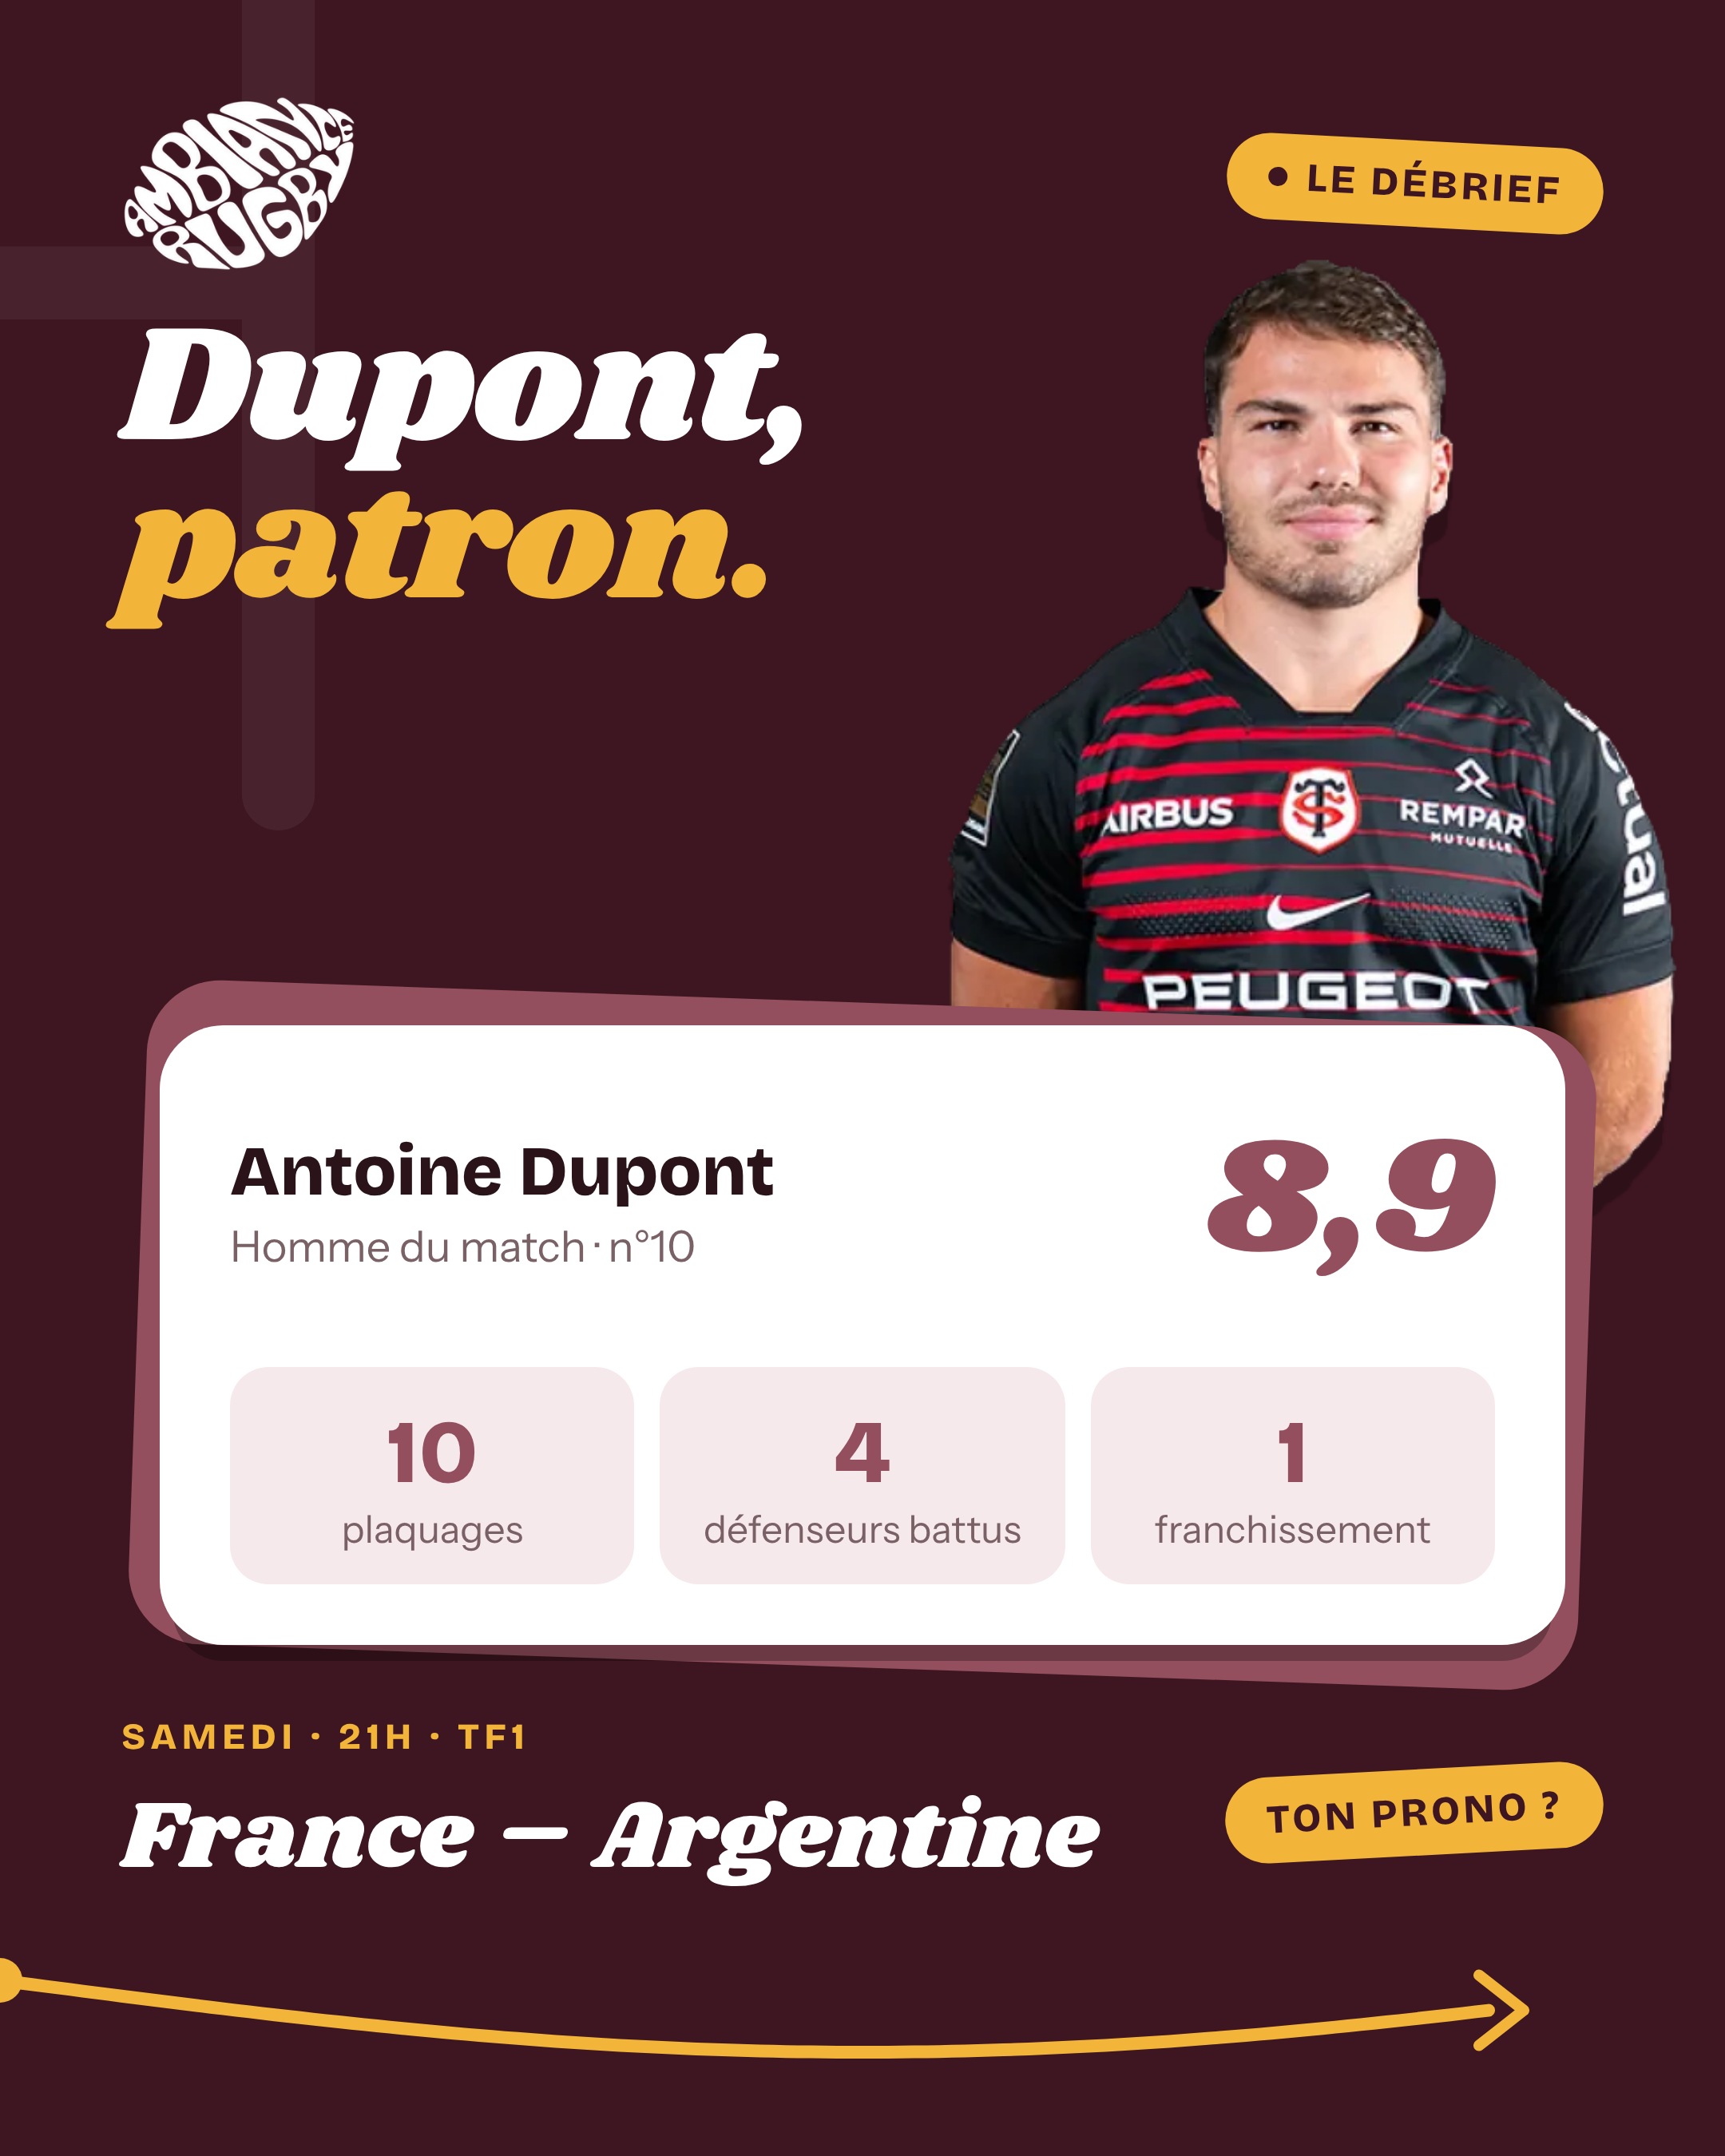 AMBIANCE
RUGBY
• LE DÉBRIEF
Dupont,
patron.
AIRBUS
REMPAR
MUTUELLE
ctual
PEUGEOT
Antoine Dupont
Homme du match · n°10
8,9
10
plaquages
4
défenseurs battus
1
franchissement
SAMEDI · 21H · TF1
France – Argentine
TON PRONO ?